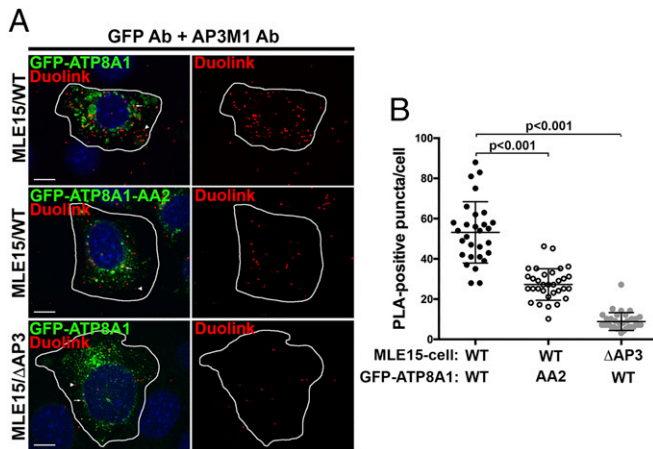 A
GFP Ab + AP3M1 Ab
MLE15/WT
GFP-ATP8A1
Duolink
Duolink
MLE15/WT
GFP-ATP8A1-AA2
Duolink
Duolink
MLE15/ΔAP3
GFP-ATP8A1
Duolink
Duolink
B
p<0.001
p<0.001
PLA-positive puncta/cell
100
80
60
40
20
0
MLE15-cell: WT WT ΔAP3
GFP-ATP8A1: WT AA2 WT